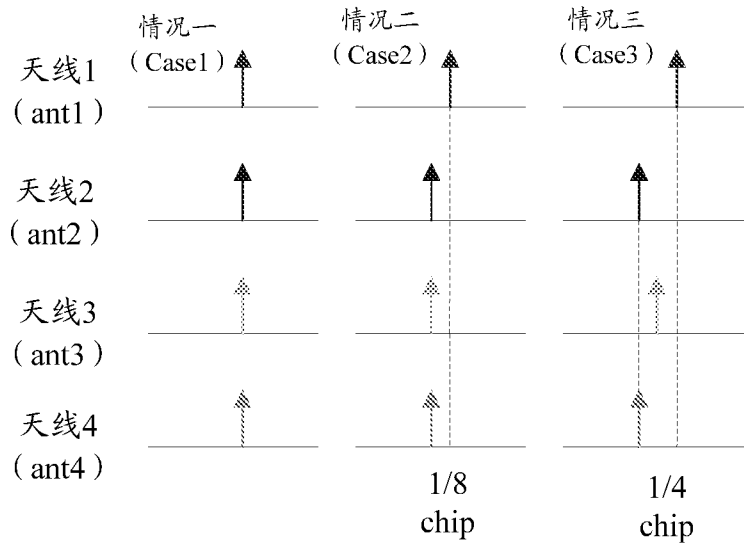 情况一
(Case1)
情况二
(Case2)
情况三
(Case3)
天线1
(ant1)
天线2
(ant2)
天线3
(ant3)
天线4
(ant4)
1/8
chip
1/4
chip